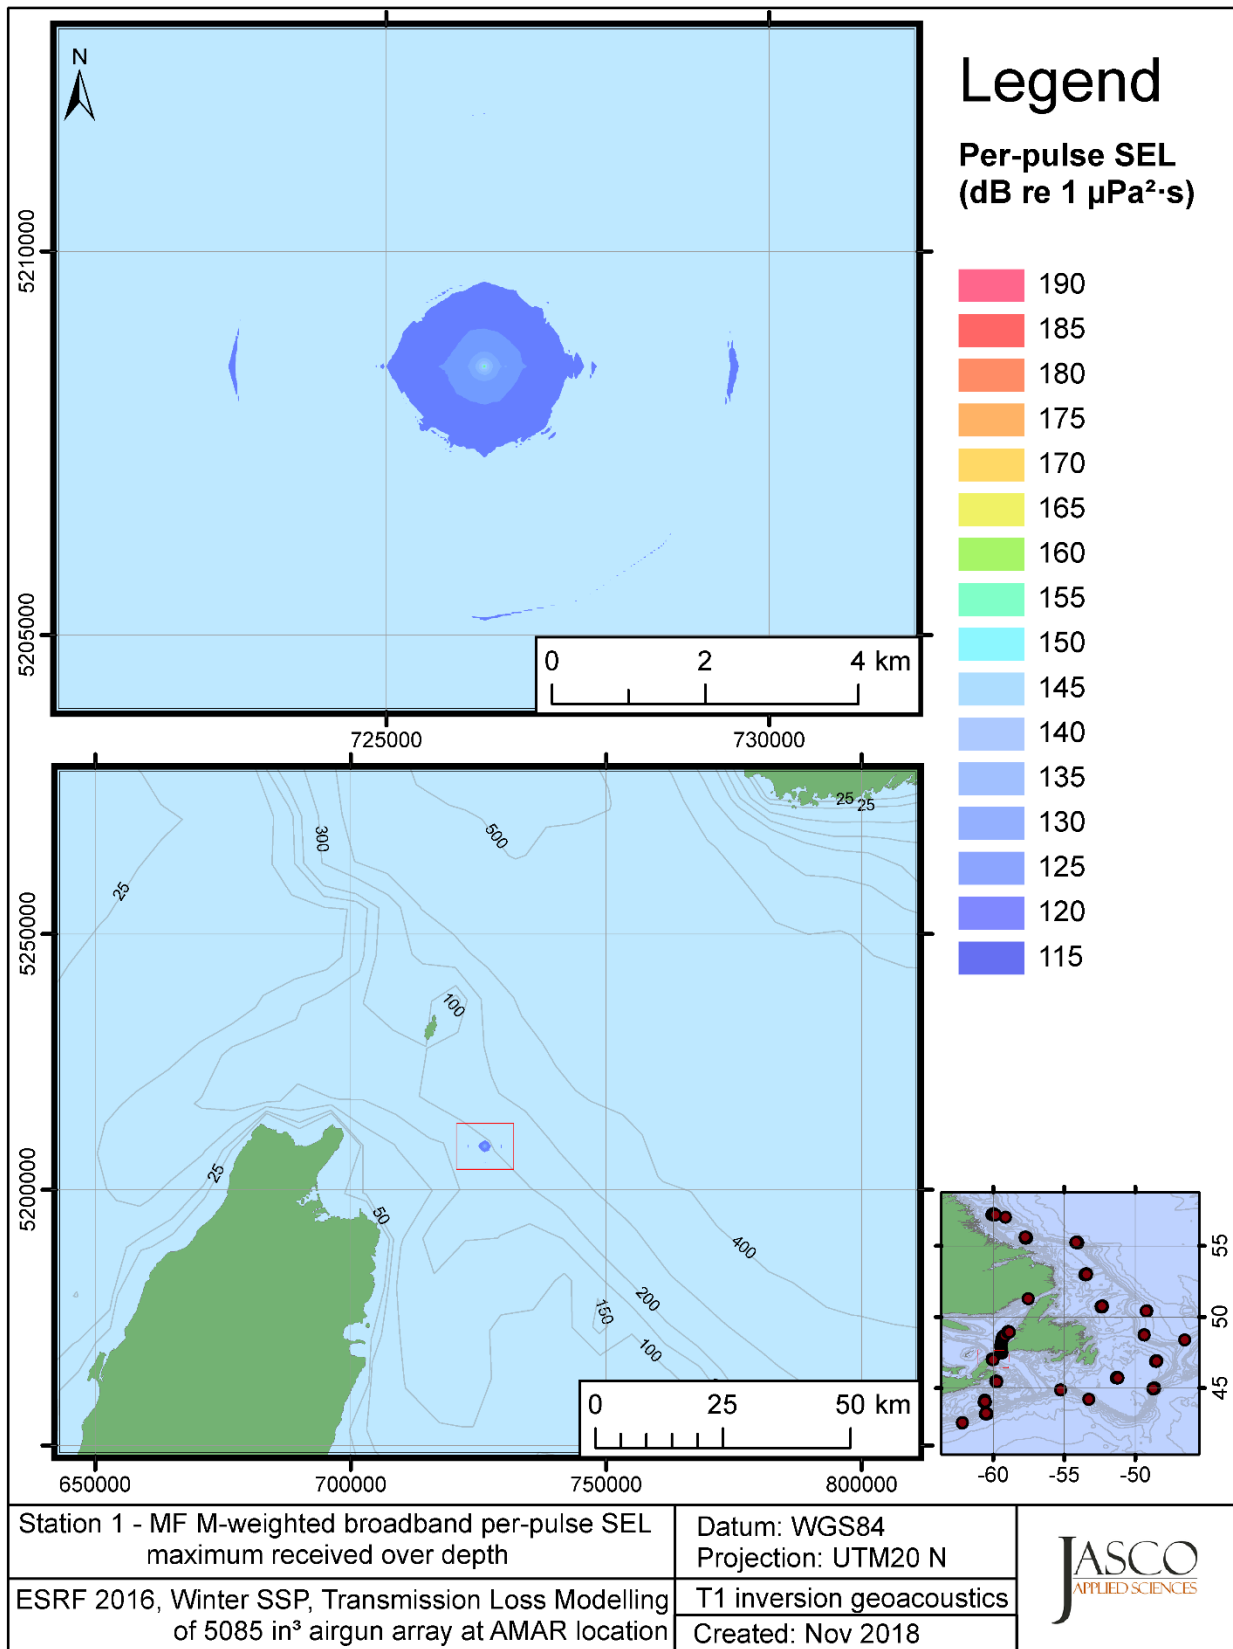 N
5210000
5205000
0 2 4 km
725000 730000
Legend
Per-pulse SEL
(dB re 1 µPa²·s)
190
185
180
175
170
165
160
155
150
145
140
135
130
125
120
115
25
300
500
25 25
100
25
50
400
200
150
100
5250000
5200000
0 25 50 km
650000 700000 750000 800000
55
50
45
-60 -55 -50
Station 1 - MF M-weighted broadband per-pulse SEL
maximum received over depth
ESRF 2016, Winter SSP, Transmission Loss Modelling
of 5085 in³ airgun array at AMAR location
Datum: WGS84
Projection: UTM20 N
T1 inversion geoacoustics
Created: Nov 2018
JASCO
APPLIED SCIENCES